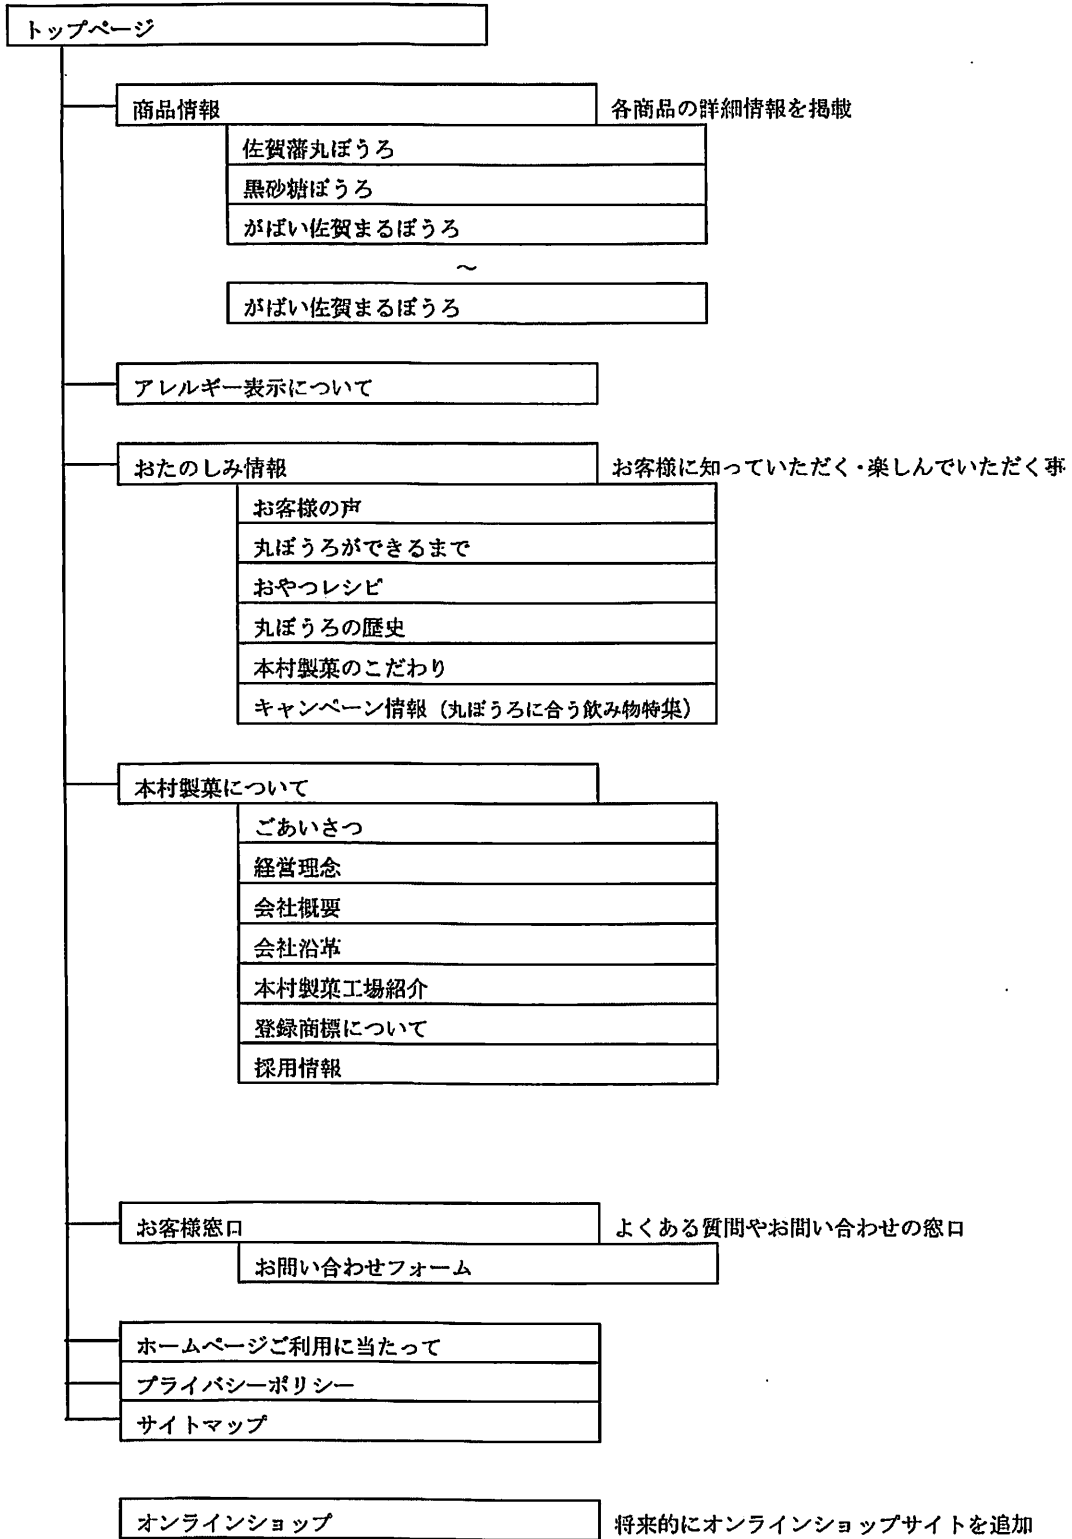 トップページ
商品情報 各商品の詳細情報を掲載
佐賀藩丸ぼうろ
黒砂糖ぼうろ
がばい佐賀まるぼうろ
～
がばい佐賀まるぼうろ
アレルギー表示について
おたのしみ情報 お客様に知っていただく・楽しんでいただく事
お客様の声
丸ぼうろができるまで
おやつレシピ
丸ぼうろの歴史
本村製菓のこだわり
キャンペーン情報（丸ぼうろに合う飲み物特集）
本村製菓について
ごあいさつ
経営理念
会社概要
会社沿革
本村製菓工場紹介
登録商標について
採用情報
お客様窓口 よくある質問やお問い合わせの窓口
お問い合わせフォーム
ホームページご利用に当たって
プライバシーポリシー
サイトマップ
オンラインショップ 将来的にオンラインショップサイトを追加